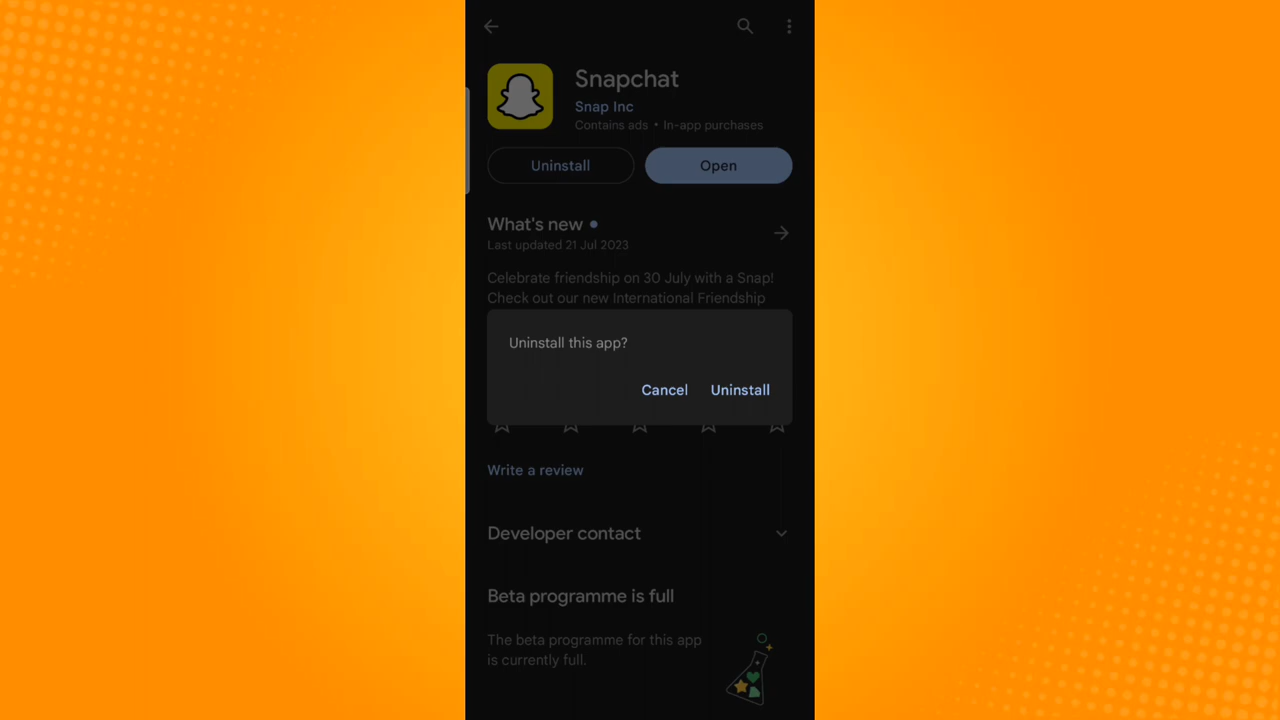 Snapchat
Snap Inc
Contains ads • In-app purchases
Uninstall
Open
What's new
Last updated 21 Jul 2023
Celebrate friendship on 30 July with a Snap!
Check out our new International Friendship
Uninstall this app?
Cancel
Uninstall
Write a review
Developer contact
Beta programme is full
The beta programme for this app
is currently full.